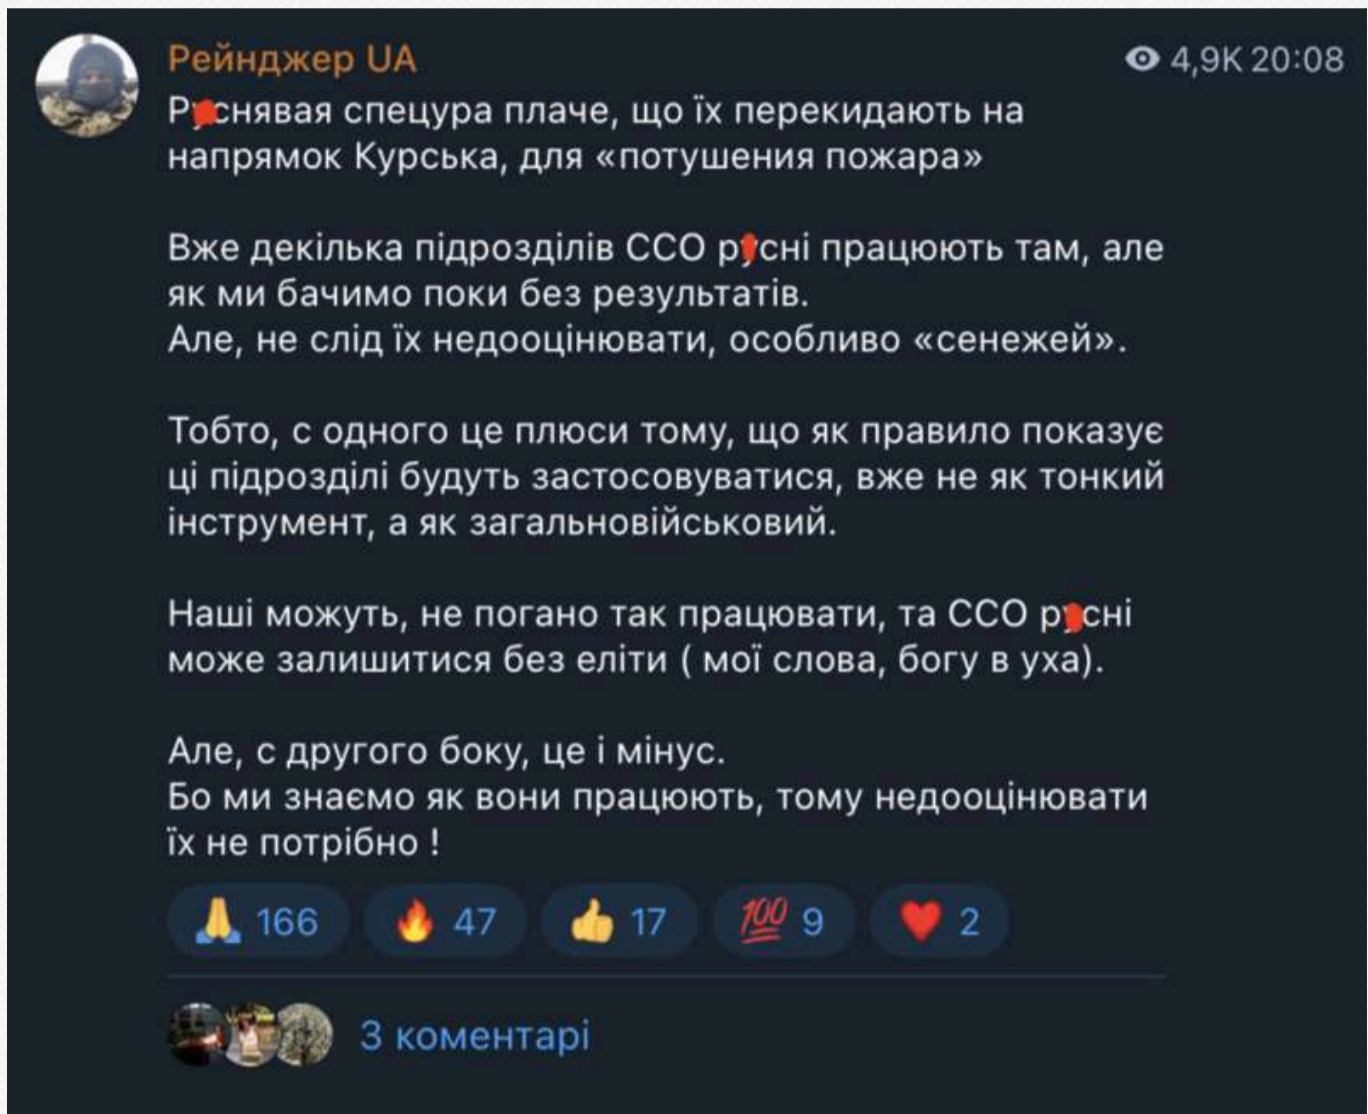 Рейнджер UA
4,9K 20:08
Руснявая спецура плаче, що їх перекидають на
напрямок Курська, для «потушения пожара»
Вже декілька підрозділів ССО русні працюють там, але
як ми бачимо поки без результатів.
Але, не слід їх недооцінювати, особливо «сенежей».
Тобто, с одного це плюси тому, що як правило показує
ці підрозділі будуть застосовуватися, вже не як тонкий
інструмент, а як загальновійськовий.
Наші можуть, не погано так працювати, та ССО русні
може залишитися без еліти ( мої слова, богу в уха).
Але, с другого боку, це і мінус.
Бо ми знаємо як вони працюють, тому недооцінювати
їх не потрібно !
166 47 17 100 9 2
3 коментарі